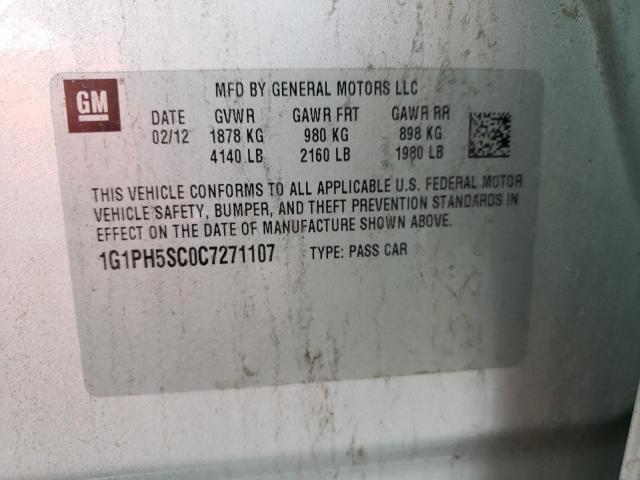 GM
MFD BY GENERAL MOTORS LLC
DATE GVWR GAWR FRT GAWR RR
02/12 1878 KG 980 KG 898 KG
4140 LB 2160 LB 1980 LB
THIS VEHICLE CONFORMS TO ALL APPLICABLE U.S. FEDERAL MOTOR
VEHICLE SAFETY, BUMPER, AND THEFT PREVENTION STANDARDS IN
EFFECT ON THE DATE OF MANUFACTURE SHOWN ABOVE.
1G1PH5SC0C7271107 TYPE: PASS CAR